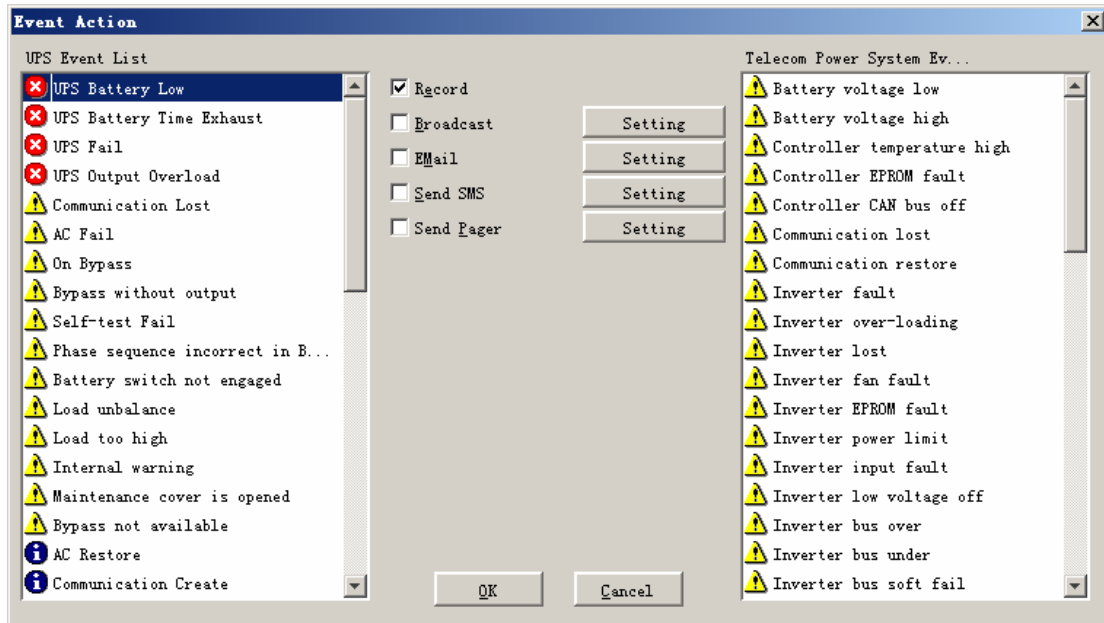 Event Action
UPS Event List
UPS Battery Low
UPS Battery Time Exhaust
UPS Fail
UPS Output Overload
Communication Lost
AC Fail
On Bypass
Bypass without output
Self-test Fail
Phase sequence incorrect in B...
Battery switch not engaged
Load unbalance
Load too high
Internal warning
Maintenance cover is opened
Bypass not available
AC Restore
Communication Create
Record
Broadcast Setting
EMail Setting
Send SMS Setting
Send Pager Setting
OK Cancel
Telecom Power System Ev...
Battery voltage low
Battery voltage high
Controller temperature high
Controller EPROM fault
Controller CAN bus off
Communication lost
Communication restore
Inverter fault
Inverter over-loading
Inverter lost
Inverter fan fault
Inverter EPROM fault
Inverter power limit
Inverter input fault
Inverter low voltage off
Inverter bus over
Inverter bus under
Inverter bus soft fail